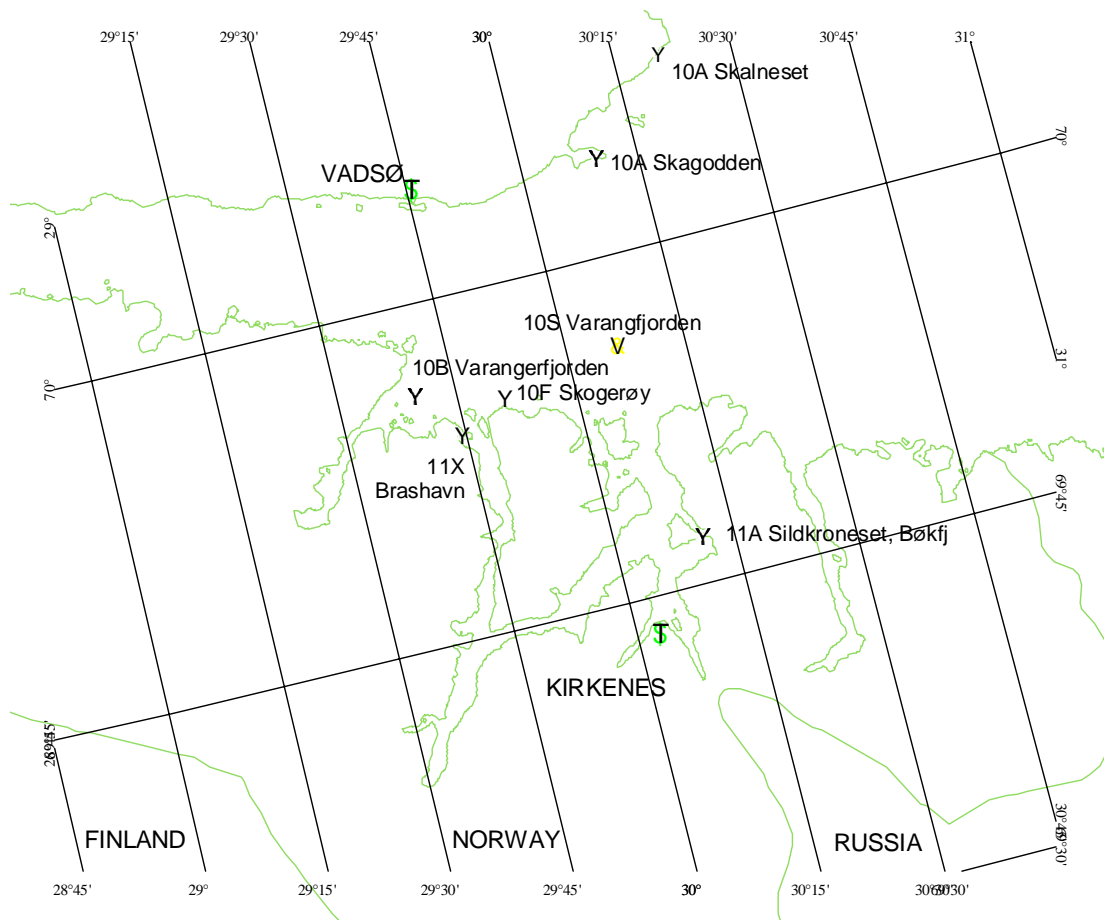 29°15'
29°30'
29°45'
30°
30°15'
30°30'
30°45'
31°
Y
10A Skalneset
70°
Y
10A Skagodden
VADSØ
T
S
29°
10S Varangfjorden
V
31°
10B Varangerfjorden
70°
Y
Y
10F Skogerøy
Y
11X
Brashavn
69°45'
Y
11A Sildkroneset, Bøkfj
T
S
KIRKENES
FINLAND
NORWAY
RUSSIA
28°45'
29°
29°15'
29°30'
29°45'
30°
30°15'